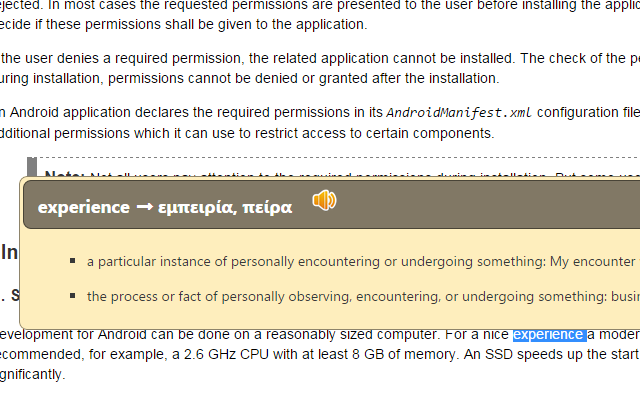 ejected. In most cases the requested permissions are presented to the user before installing the applic
ecide if these permissions shall be given to the application.
the user denies a required permission, the related application cannot be installed. The check of the pe
uring installation, permissions cannot be denied or granted after the installation.
n Android application declares the required permissions in its AndroidManifest.xml configuration file
dditional permissions which it can use to restrict access to certain components.
Note: Not all users pay attention to the required permissions during installation. But some use
experience → εμπειρία, πείρα
In
a particular instance of personally encountering or undergoing something: My encounter
. S
the process or fact of personally observing, encountering, or undergoing something: busin
evelopment for Android can be done on a reasonably sized computer. For a nice experience a moder
ecommended, for example, a 2.6 GHz CPU with at least 8 GB of memory. An SSD speeds up the start
gnificantly.